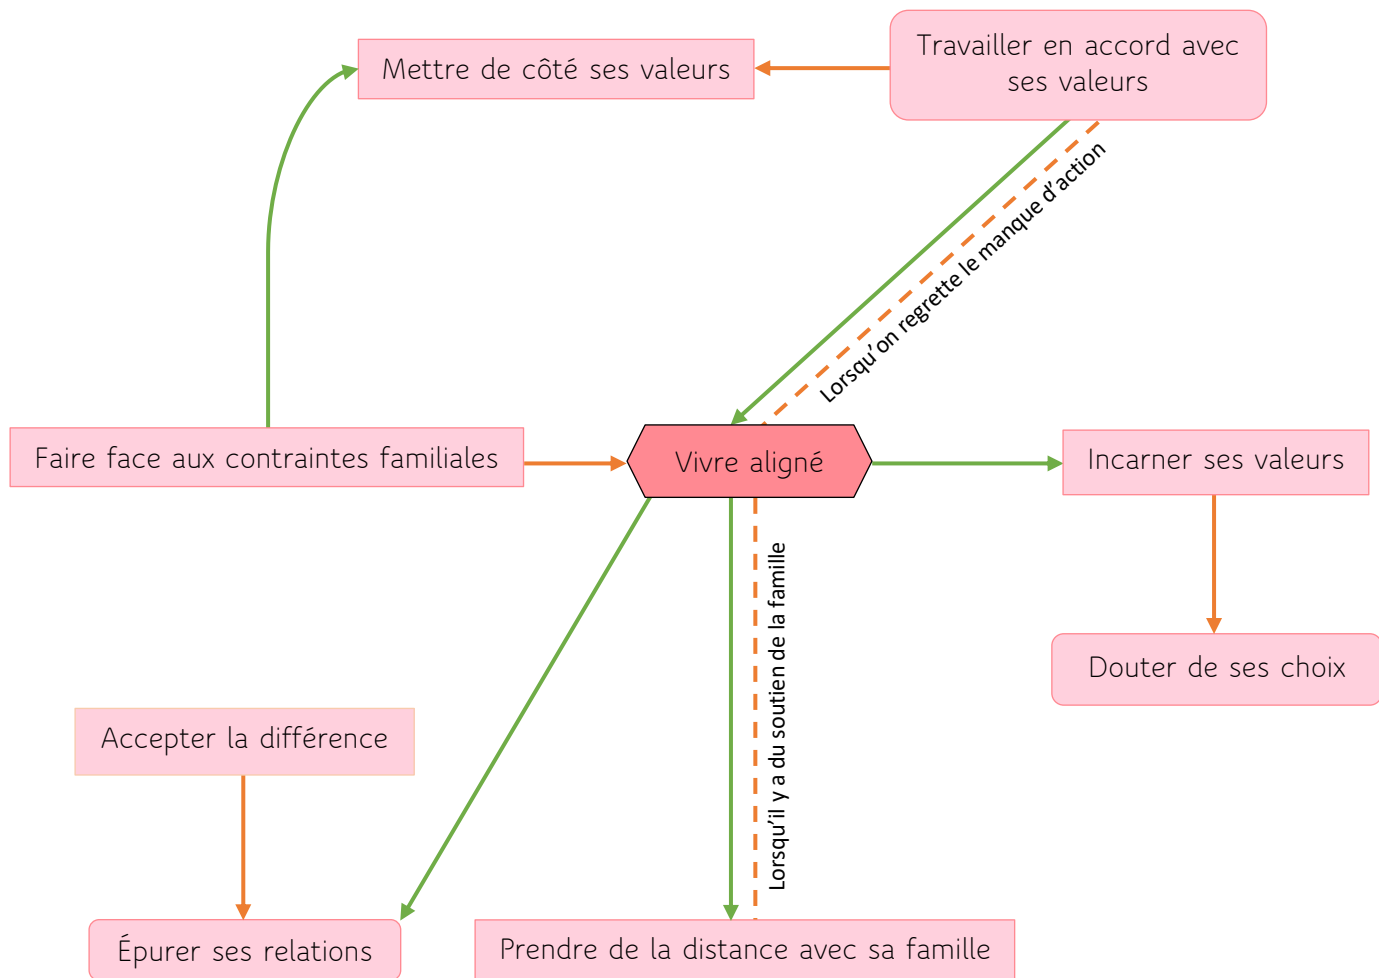 Mettre de côté ses valeurs
Travailler en accord avec
ses valeurs
Lorsqu'on regrette le manque d'action
Faire face aux contraintes familiales
Vivre aligné
Incarner ses valeurs
Lorsqu'il y a du soutien de la famille
Douter de ses choix
Accepter la différence
Épurer ses relations
Prendre de la distance avec sa famille